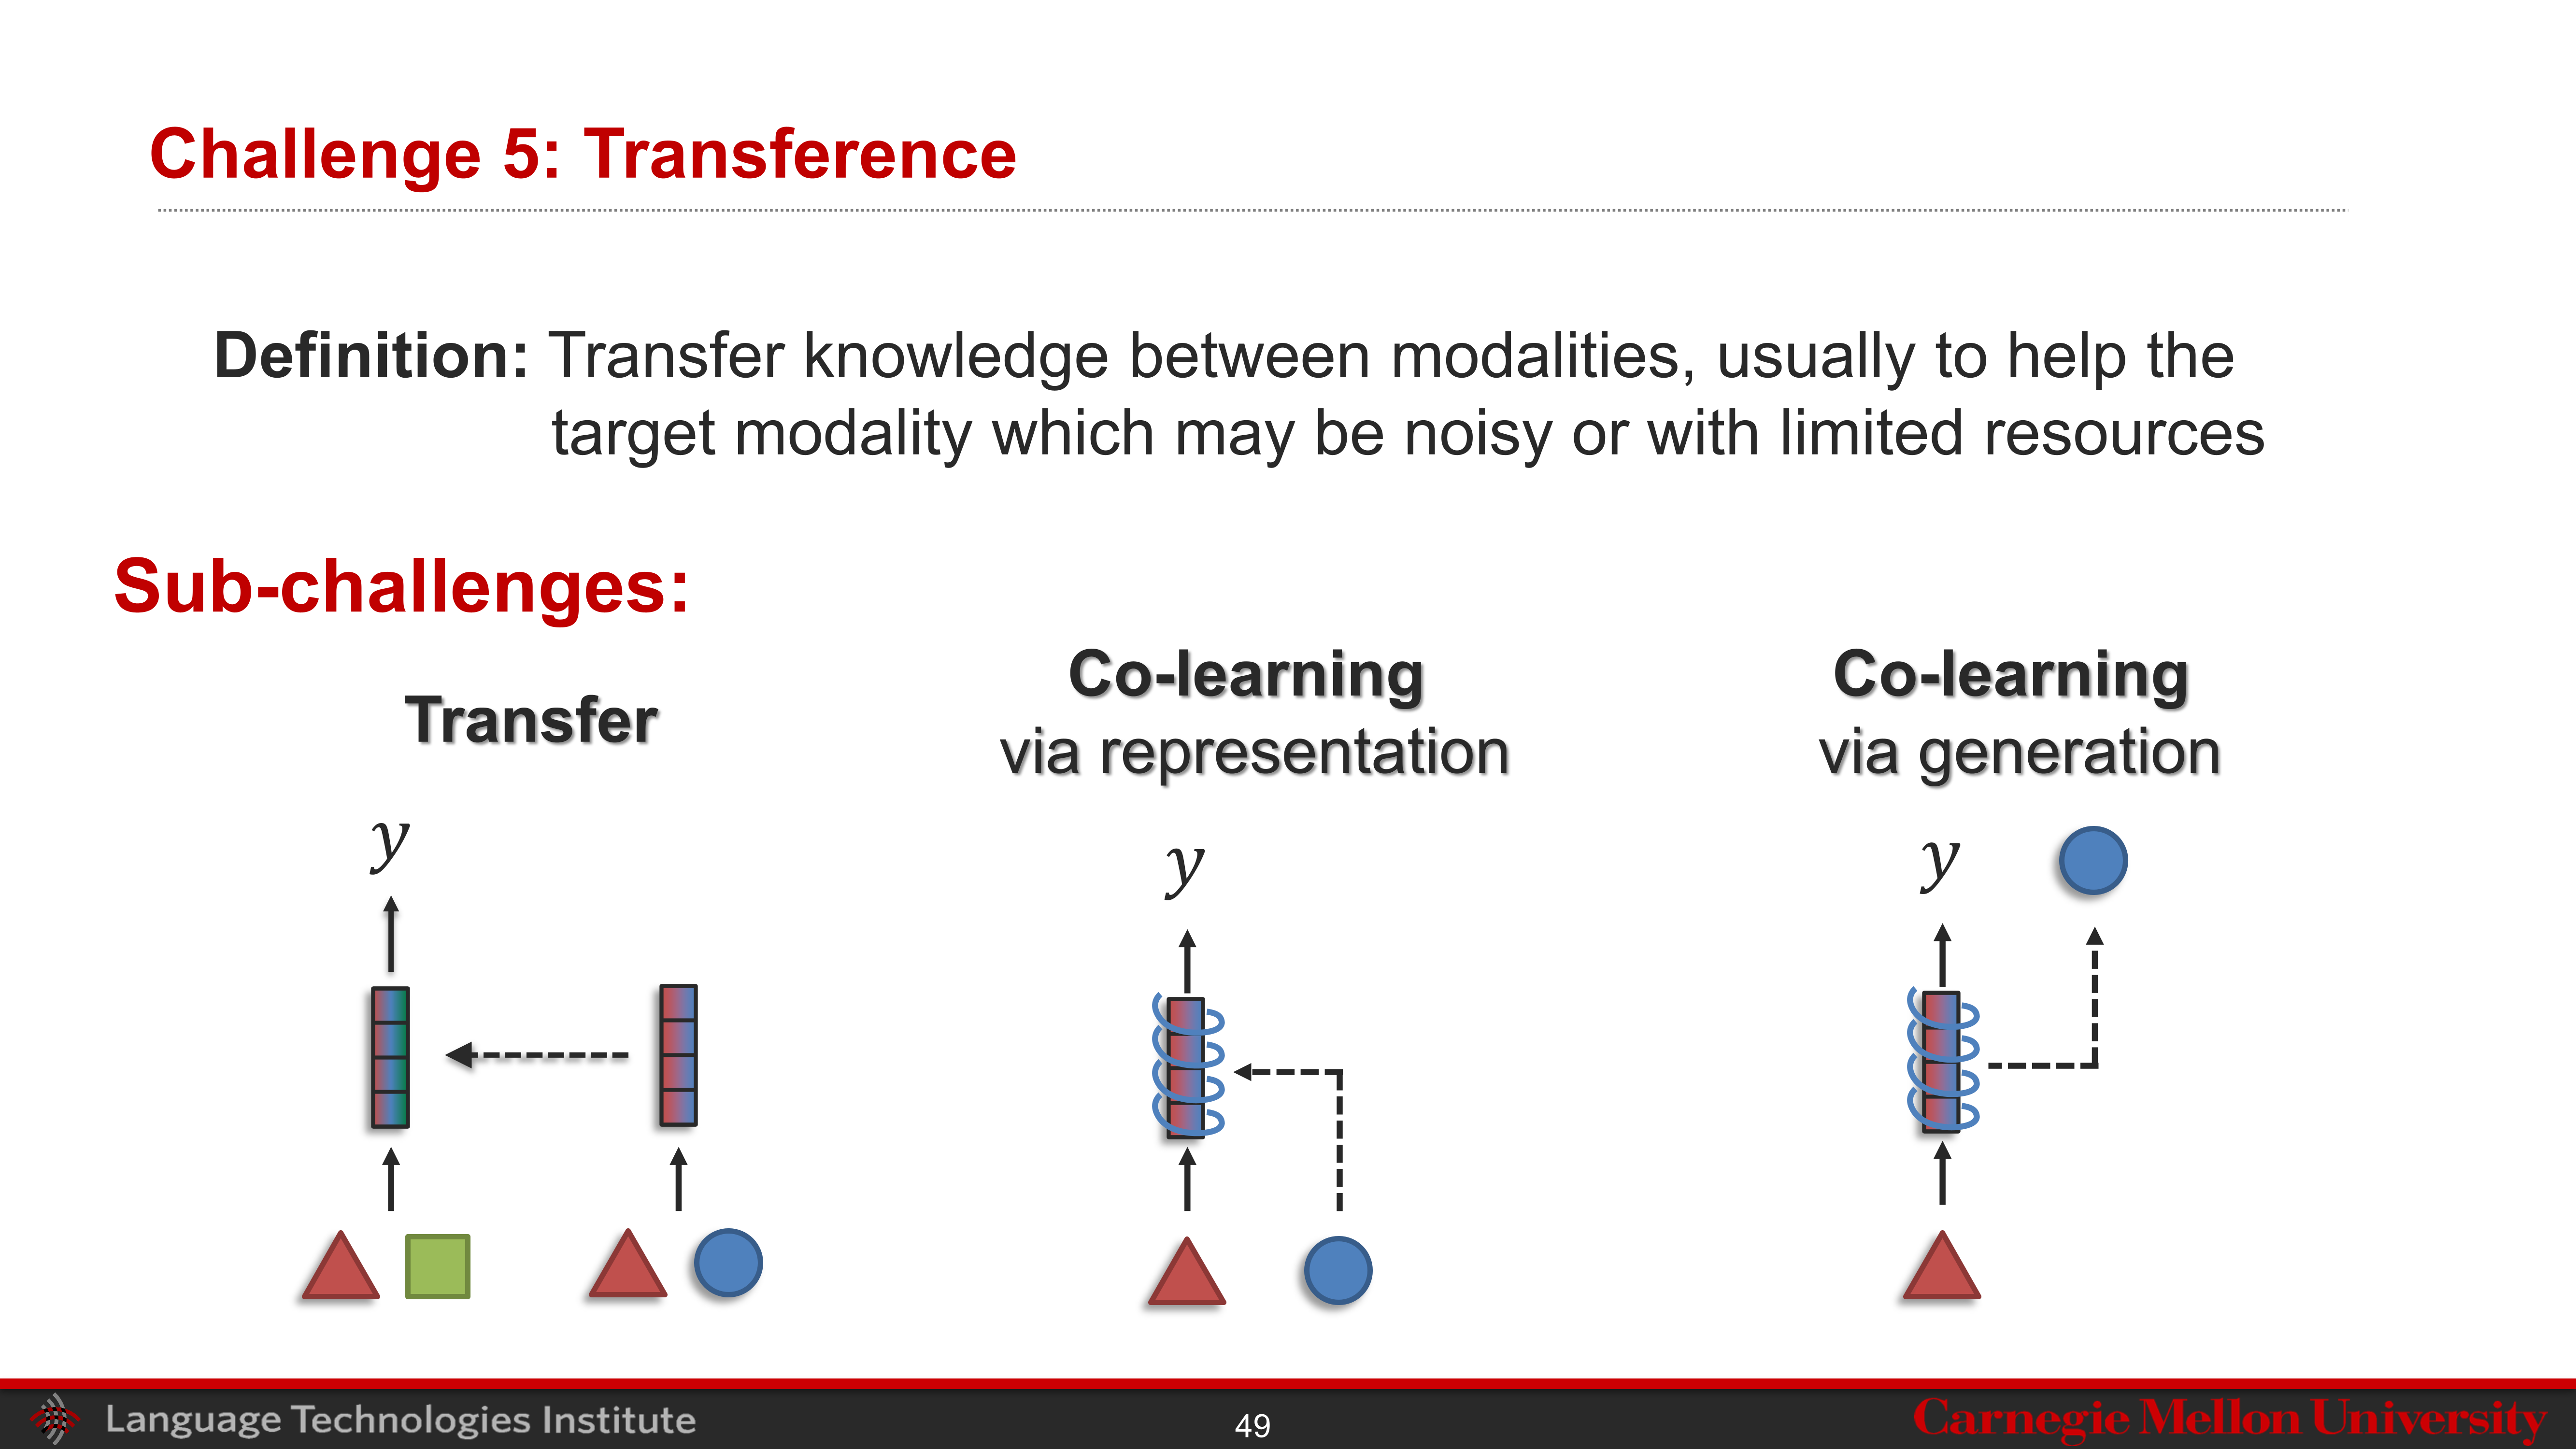 Challenge 5: Transference
Definition: Transfer knowledge between modalities, usually to help the
target modality which may be noisy or with limited resources
Sub-challenges:
Transfer
Co-learning
via representation
Co-learning
via generation
y
y
y
Language Technologies Institute
49
Carnegie Mellon University